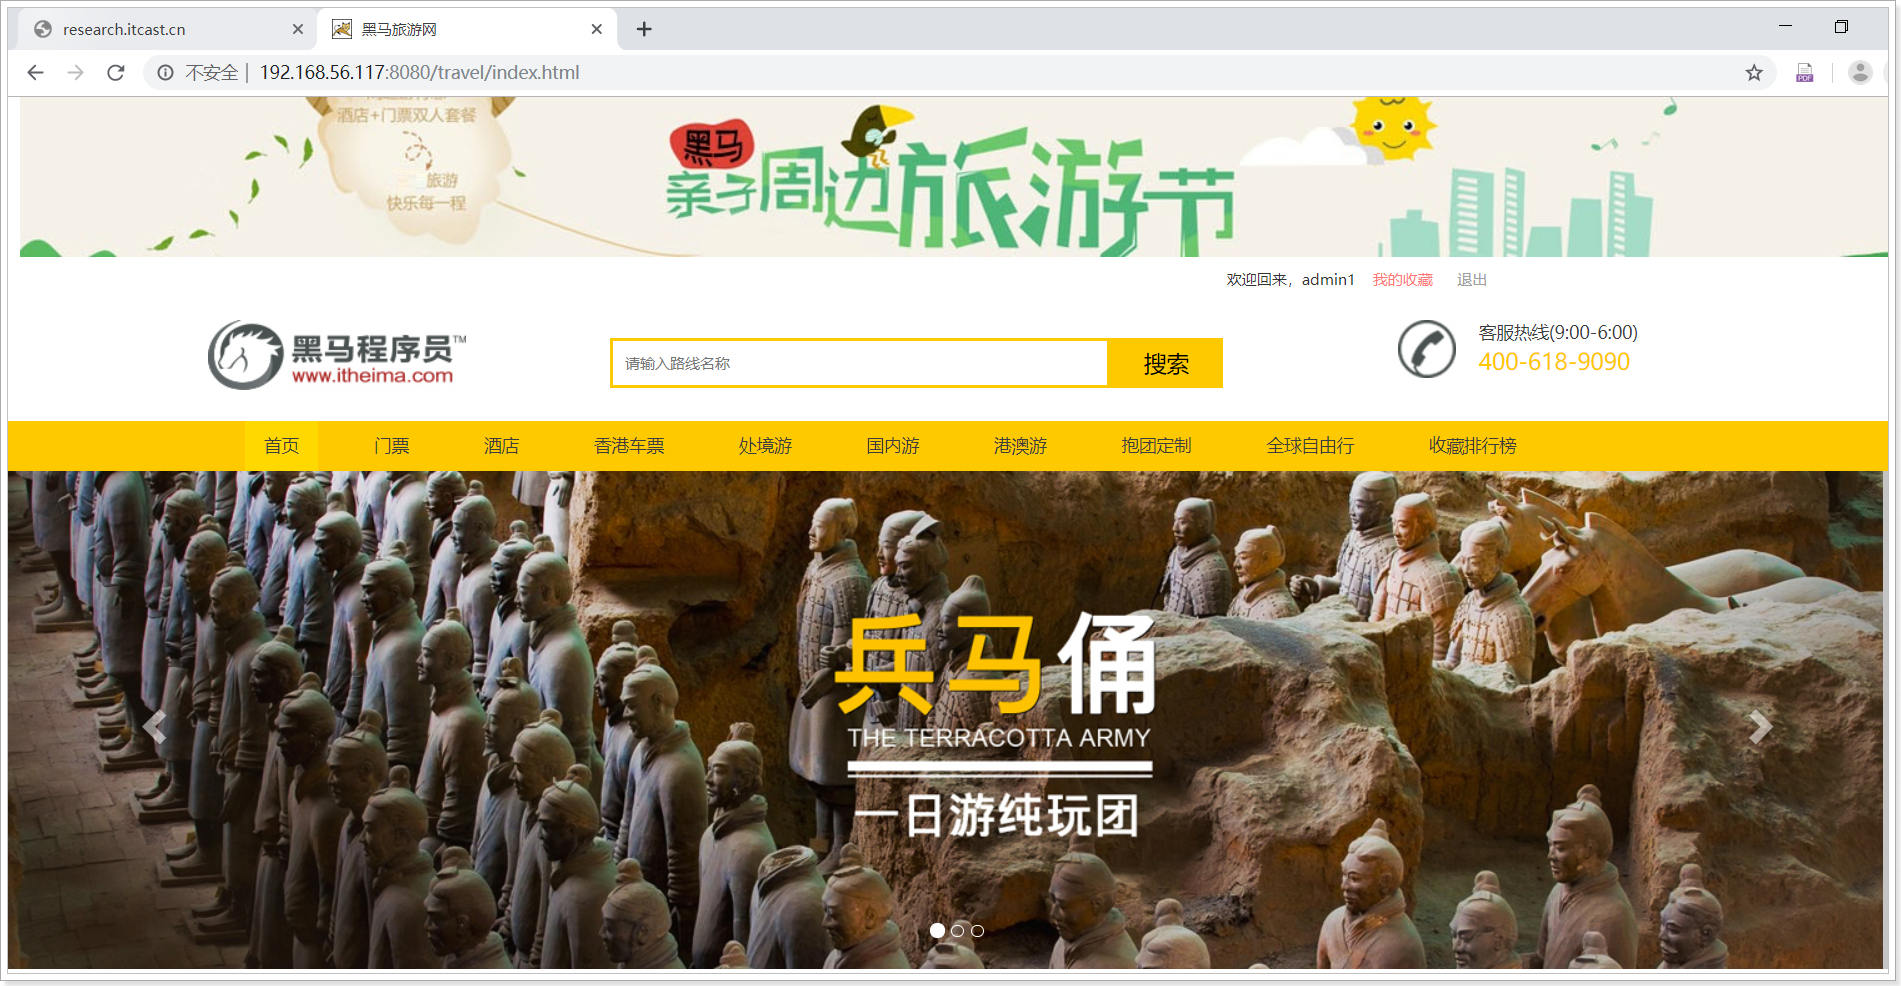 research.itcast.cn
黑马旅游网
不安全 | 192.168.56.117:8080/travel/index.html
PDF
酒店+门票双人套餐
旅游
快乐每一程
黑马
亲子周边旅游节
欢迎回来，admin1 我的收藏 退出
黑马程序员™
www.itheima.com
请输入路线名称
搜索
客服热线(9:00-6:00)
400-618-9090
首页 门票 酒店 香港车票 处境游 国内游 港澳游 抱团定制 全球自由行 收藏排行榜
兵马俑
THE TERRACOTTA ARMY
一日游纯玩团